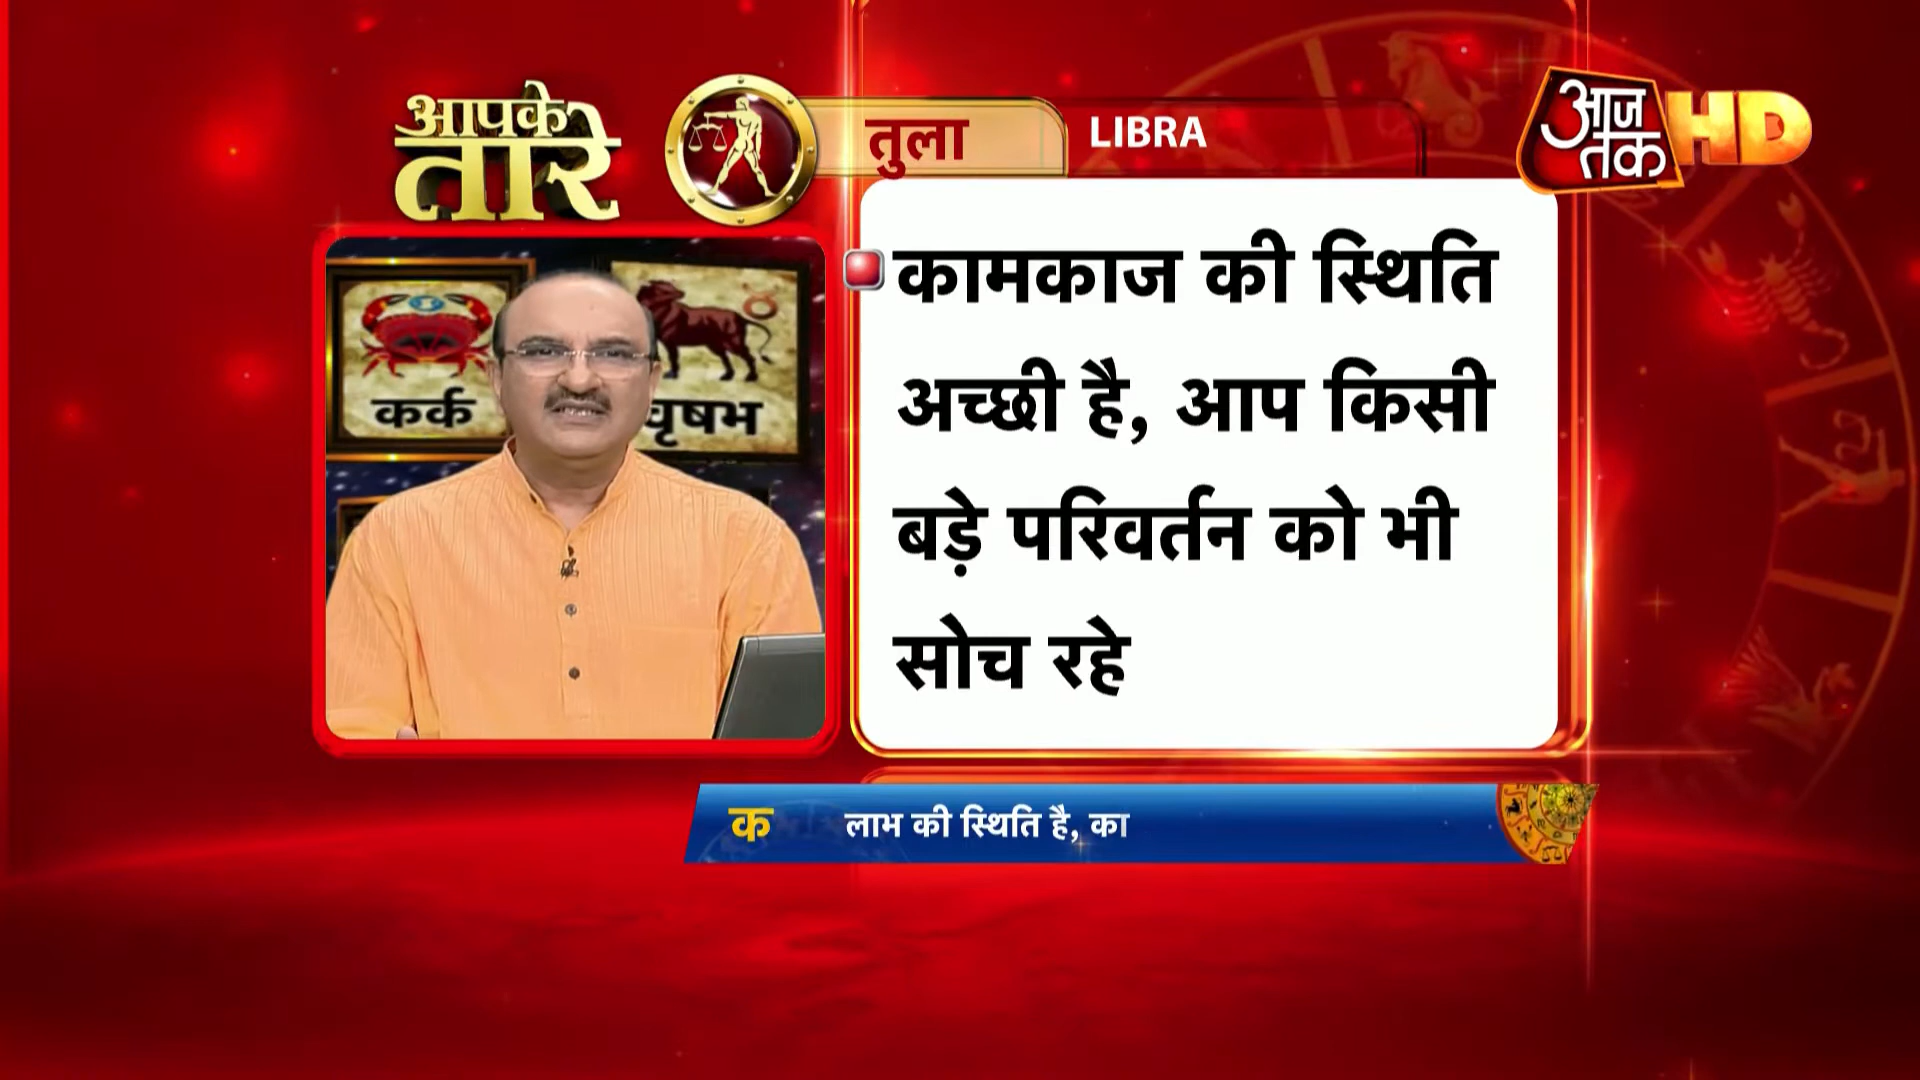 आपके
तारे
तुला
LIBRA
आज
तक
HD
कर्क
वृषभ
कामकाज की स्थिति
अच्छी है, आप किसी
बड़े परिवर्तन को भी
सोच रहे
क
लाभ की स्थिति है, का